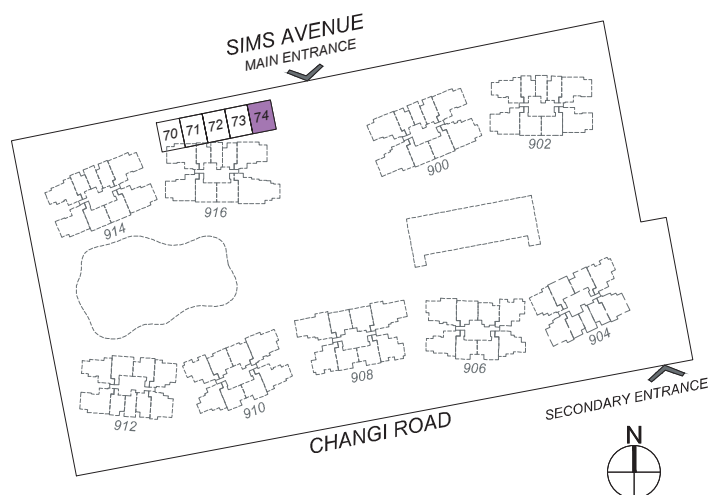 SIMS AVENUE
MAIN ENTRANCE
70 71 72 73 74
902
900
916
914
904
906
908
910
912
SECONDARY ENTRANCE
CHANGI ROAD
N